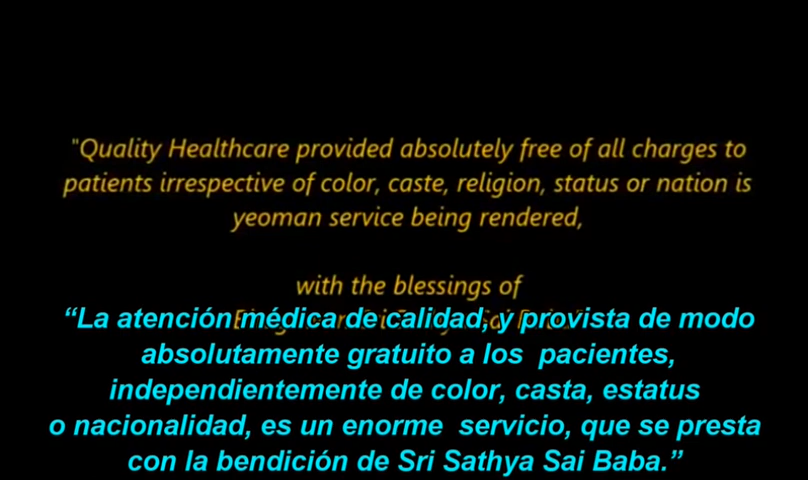 "Quality Healthcare provided absolutely free of all charges to
patients irrespective of color, caste, religion, status or nation is
yeoman service being rendered,
with the blessings of
“La atención médica de calidad, y provista de modo
absolutamente gratuito a los pacientes,
independientemente de color, casta, estatus
o nacionalidad, es un enorme servicio, que se presta
con la bendición de Sri Sathya Sai Baba.”